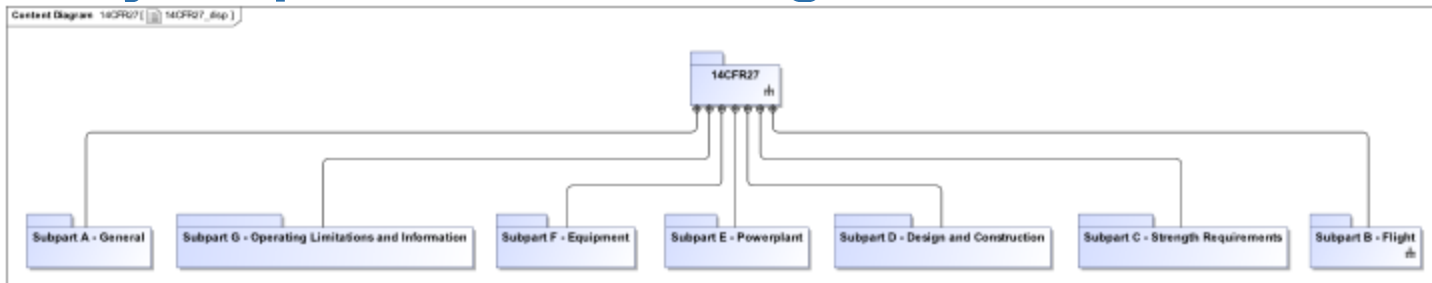 Content Diagram 14CFR27 [ 14CFR27_disp ]
14CFR27
Subpart A - General
Subpart G - Operating Limitations and Information
Subpart F - Equipment
Subpart E - Powerplant
Subpart D - Design and Construction
Subpart C - Strength Requirements
Subpart B - Flight